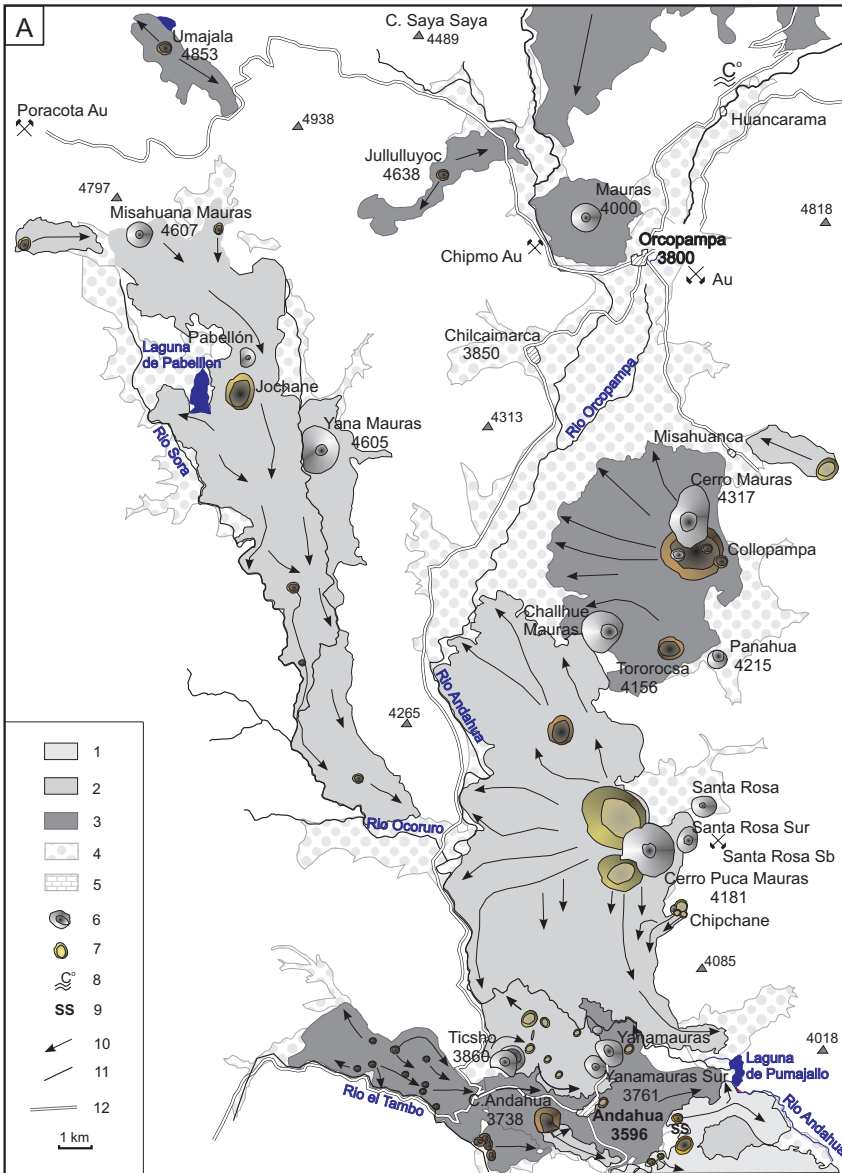 A
Umajala
4853
C. Saya Saya
4489
C°
Poracota Au
4938
Huancarama
Jullulluyoc
4638
4797
Mauras
4000
Misahuana Mauras
4607
4818
Orcopampa
3800
Chipmo Au
Au
Pabellón
Chilcaimarca
3850
Laguna
de Pabelllen
Jochane
Rio Orcopampa
4313
Yana Mauras
4605
Misahuanca
Rio Sora
Cerro Mauras
4317
Collopampa
Challhue
Mauras
Panahua
4215
Tororocsa
4156
Rio Andahua
4265
1
2
Santa Rosa
3
Rio Ocoruro
Santa Rosa Sur
4
Santa Rosa Sb
5
Cerro Puca Mauras
4181
6
Chipchane
7
4085
C°
8
SS
9
10
Ticsho
3860
Yanamauras
4018
11
Laguna
de Pumajallo
Yanamauras Sur
3761
12
Rio el Tambo
C.Andahua
3738
Andahua
3596
Rio Andahua
SS
1 km